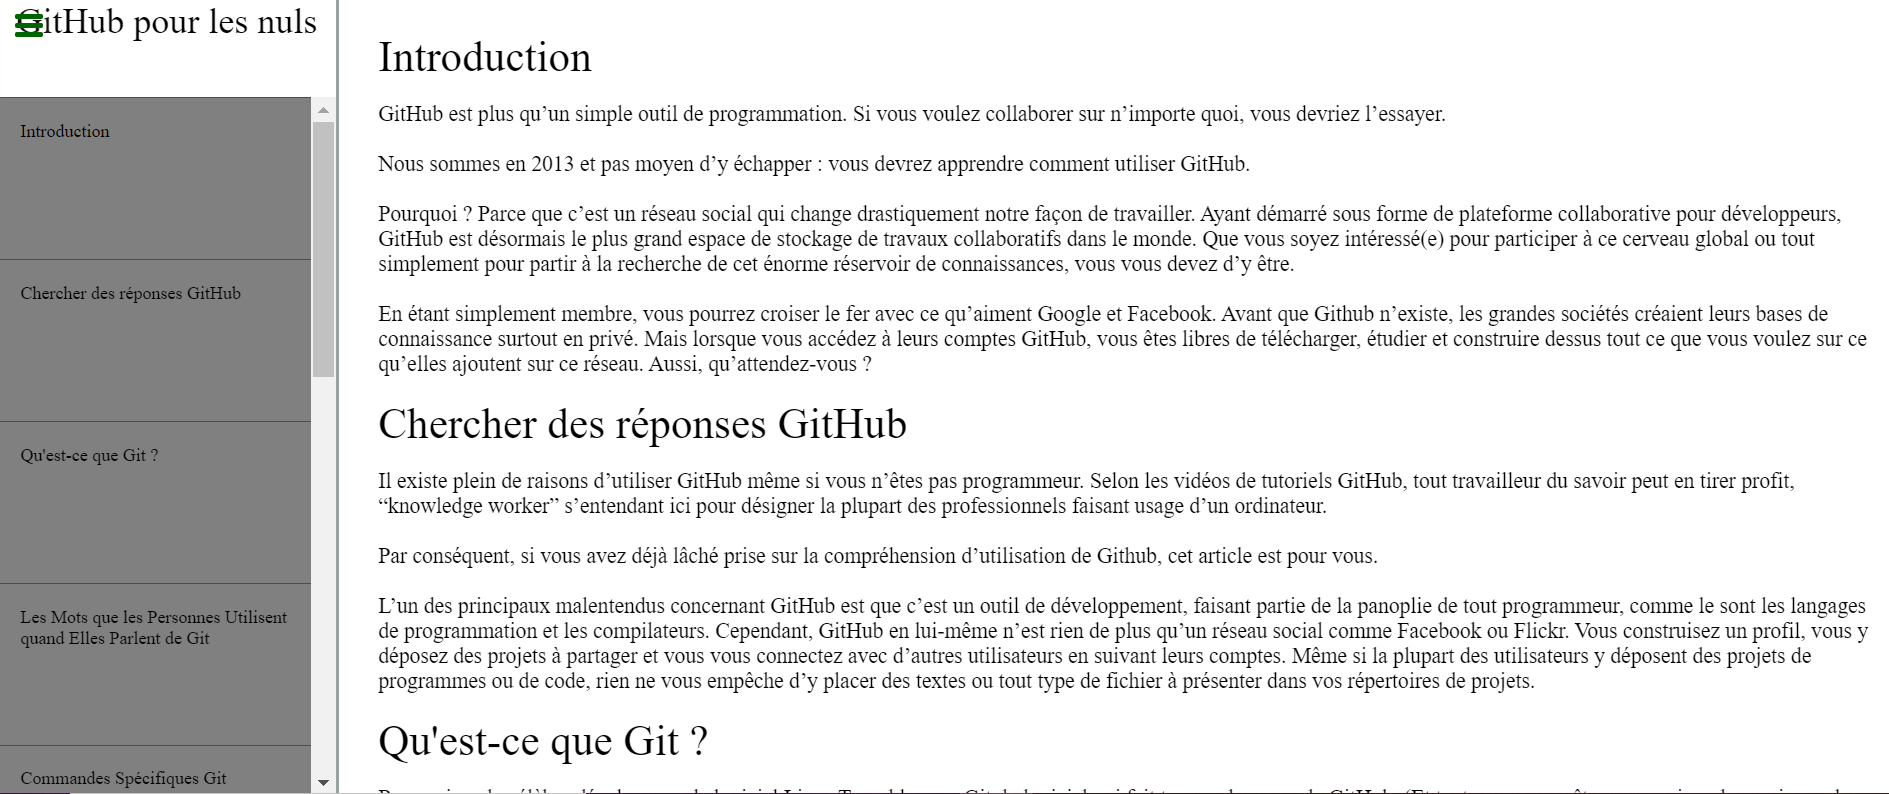 GitHub pour les nuls
Introduction
Chercher des réponses GitHub
Qu'est-ce que Git ?
Les Mots que les Personnes Utilisent
quand Elles Parlent de Git
Commandes Spécifiques Git
Introduction
GitHub est plus qu’un simple outil de programmation. Si vous voulez collaborer sur n’importe quoi, vous devriez l’essayer.
Nous sommes en 2013 et pas moyen d’y échapper : vous devrez apprendre comment utiliser GitHub.
Pourquoi ? Parce que c’est un réseau social qui change drastiquement notre façon de travailler. Ayant démarré sous forme de plateforme collaborative pour développeurs,
GitHub est désormais le plus grand espace de stockage de travaux collaboratifs dans le monde. Que vous soyez intéressé(e) pour participer à ce cerveau global ou tout
simplement pour partir à la recherche de cet énorme réservoir de connaissances, vous vous devez d’y être.
En étant simplement membre, vous pourrez croiser le fer avec ce qu’aiment Google et Facebook. Avant que Github n’existe, les grandes sociétés créaient leurs bases de
connaissance surtout en privé. Mais lorsque vous accédez à leurs comptes GitHub, vous êtes libres de télécharger, étudier et construire dessus tout ce que vous voulez sur ce
qu’elles ajoutent sur ce réseau. Aussi, qu’attendez-vous ?
Chercher des réponses GitHub
Il existe plein de raisons d’utiliser GitHub même si vous n’êtes pas programmeur. Selon les vidéos de tutoriels GitHub, tout travailleur du savoir peut en tirer profit,
“knowledge worker” s’entendant ici pour désigner la plupart des professionnels faisant usage d’un ordinateur.
Par conséquent, si vous avez déjà lâché prise sur la compréhension d’utilisation de Github, cet article est pour vous.
L’un des principaux malentendus concernant GitHub est que c’est un outil de développement, faisant partie de la panoplie de tout programmeur, comme le sont les langages
de programmation et les compilateurs. Cependant, GitHub en lui-même n’est rien de plus qu’un réseau social comme Facebook ou Flickr. Vous construisez un profil, vous y
déposez des projets à partager et vous vous connectez avec d’autres utilisateurs en suivant leurs comptes. Même si la plupart des utilisateurs y déposent des projets de
programmes ou de code, rien ne vous empêche d’y placer des textes ou tout type de fichier à présenter dans vos répertoires de projets.
Qu'est-ce que Git ?